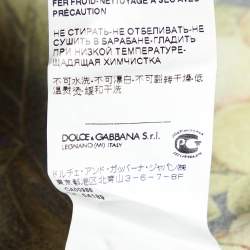 FER FROID-NETTOYAGE A SEC AVEC
PRÉCAUTION
НЕ СТИРАТЬ-НЕ ОТБЕЛИВАТЬ-НЕ
СУШИТЬ В БАРАБАНЕ-ГЛАДИТЬ
ПРИ НИЗКОЙ ТЕМПЕРАТУРЕ-
ЩАДЯЩАЯ ХИМЧИСТКА
不可水洗-不可漂白-不可翻转干燥-低
温熨烫-缓和干洗
DOLCE & GABBANA S.r.l.
LEGNANO (MI) ITALY
ドルチェ・アンド・ガッバーナ・ジャパン㈱
東京都港区北青山3-6-7-8F